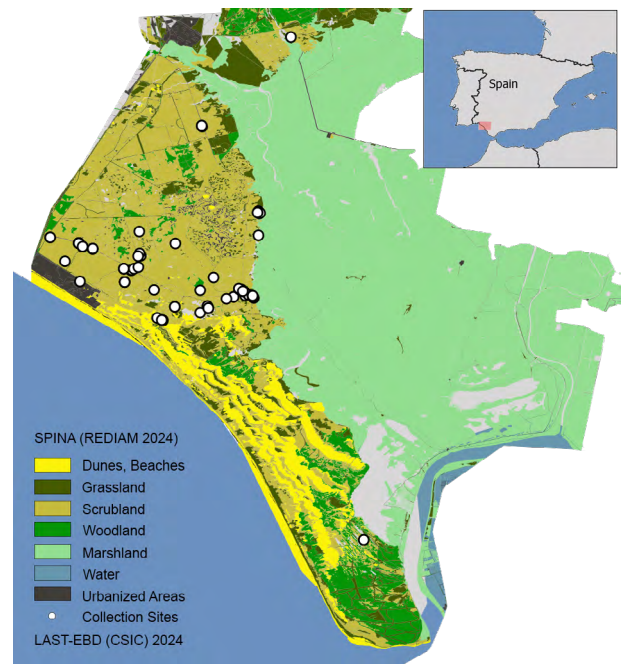 Spain
SPINA (REDIAM 2024)
Dunes, Beaches
Grassland
Scrubland
Woodland
Marshland
Water
Urbanized Areas
Collection Sites
LAST-EBD (CSIC) 2024